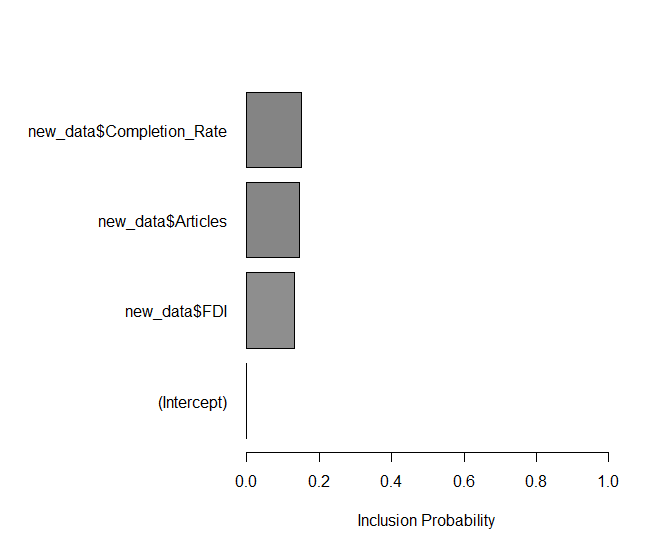 new_data$Completion_Rate
new_data$Articles
new_data$FDI
(Intercept)
0.0 0.2 0.4 0.6 0.8 1.0
Inclusion Probability